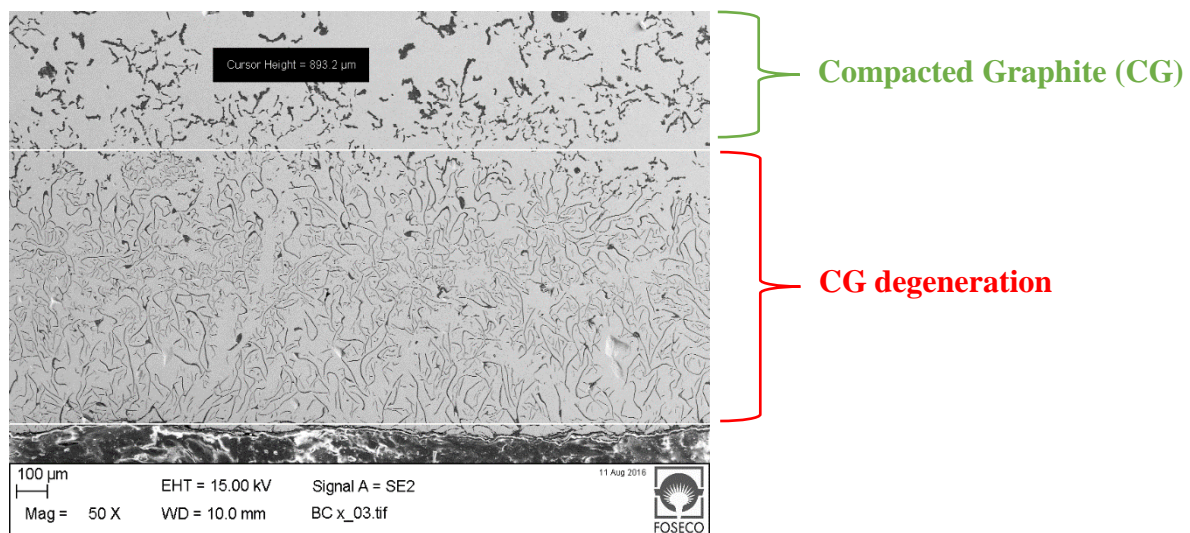 Cursor Height = 893.2 µm
Compacted Graphite (CG)
CG degeneration
100 µm
Mag = 50 X
EHT = 15.00 kV
WD = 10.0 mm
Signal A = SE2
BC x_03.tif
11 Aug 2016
FOSECO